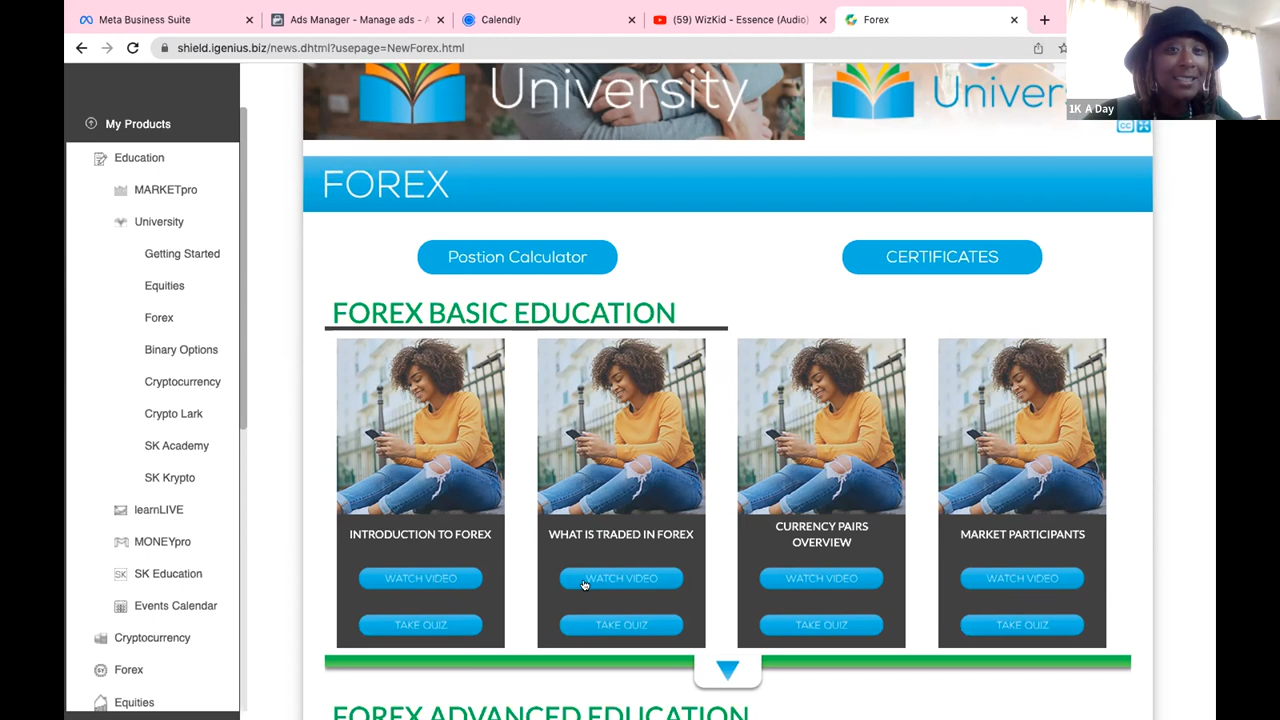 Meta Business Suite
Ads Manager - Manage ads -
Calendly
(59) WizKid - Essence (Audio)
Forex
shield.igenius.biz/news.dhtml?usepage=NewForex.html
1K A Day
My Products
Education
MARKETpro
University
Getting Started
Equities
Forex
Binary Options
Cryptocurrency
Crypto Lark
SK Academy
SK Krypto
learnLIVE
MONEYpro
SK
SK Education
Events Calendar
Cryptocurrency
Forex
Equities
University
Univer
CC
FOREX
Postion Calculator
CERTIFICATES
FOREX BASIC EDUCATION
INTRODUCTION TO FOREX
WATCH VIDEO
TAKE QUIZ
WHAT IS TRADED IN FOREX
WATCH VIDEO
TAKE QUIZ
CURRENCY PAIRS
OVERVIEW
WATCH VIDEO
TAKE QUIZ
MARKET PARTICIPANTS
WATCH VIDEO
TAKE QUIZ
FOREX ADVANCED EDUCATION